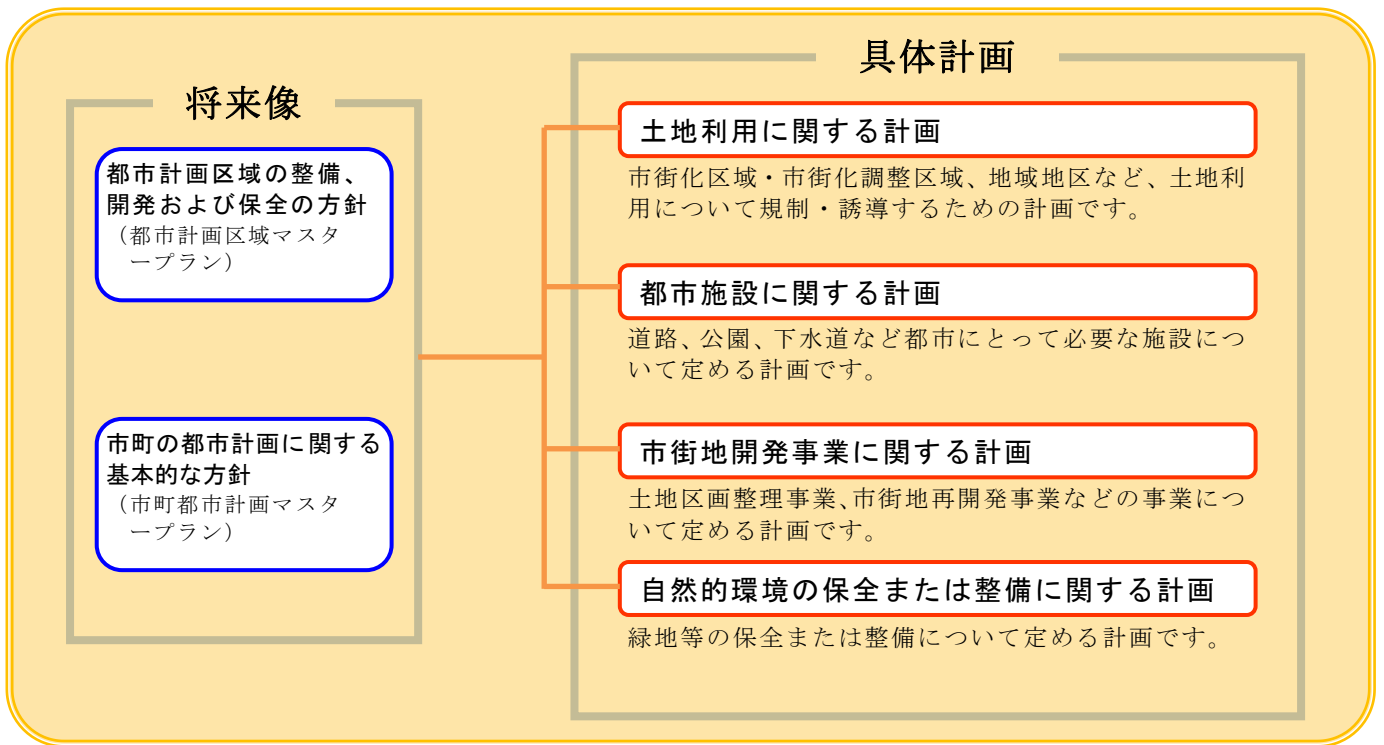 将来像
都市計画区域の整備、
開発および保全の方針
（都市計画区域マスタ
ープラン）
市町の都市計画に関する
基本的な方針
（市町都市計画マスタ
ープラン）
具体計画
土地利用に関する計画
市街化区域・市街化調整区域、地域地区など、土地利
用について規制・誘導するための計画です。
都市施設に関する計画
道路、公園、下水道など都市にとって必要な施設につ
いて定める計画です。
市街地開発事業に関する計画
土地区画整理事業、市街地再開発事業などの事業につ
いて定める計画です。
自然的環境の保全または整備に関する計画
緑地等の保全または整備について定める計画です。